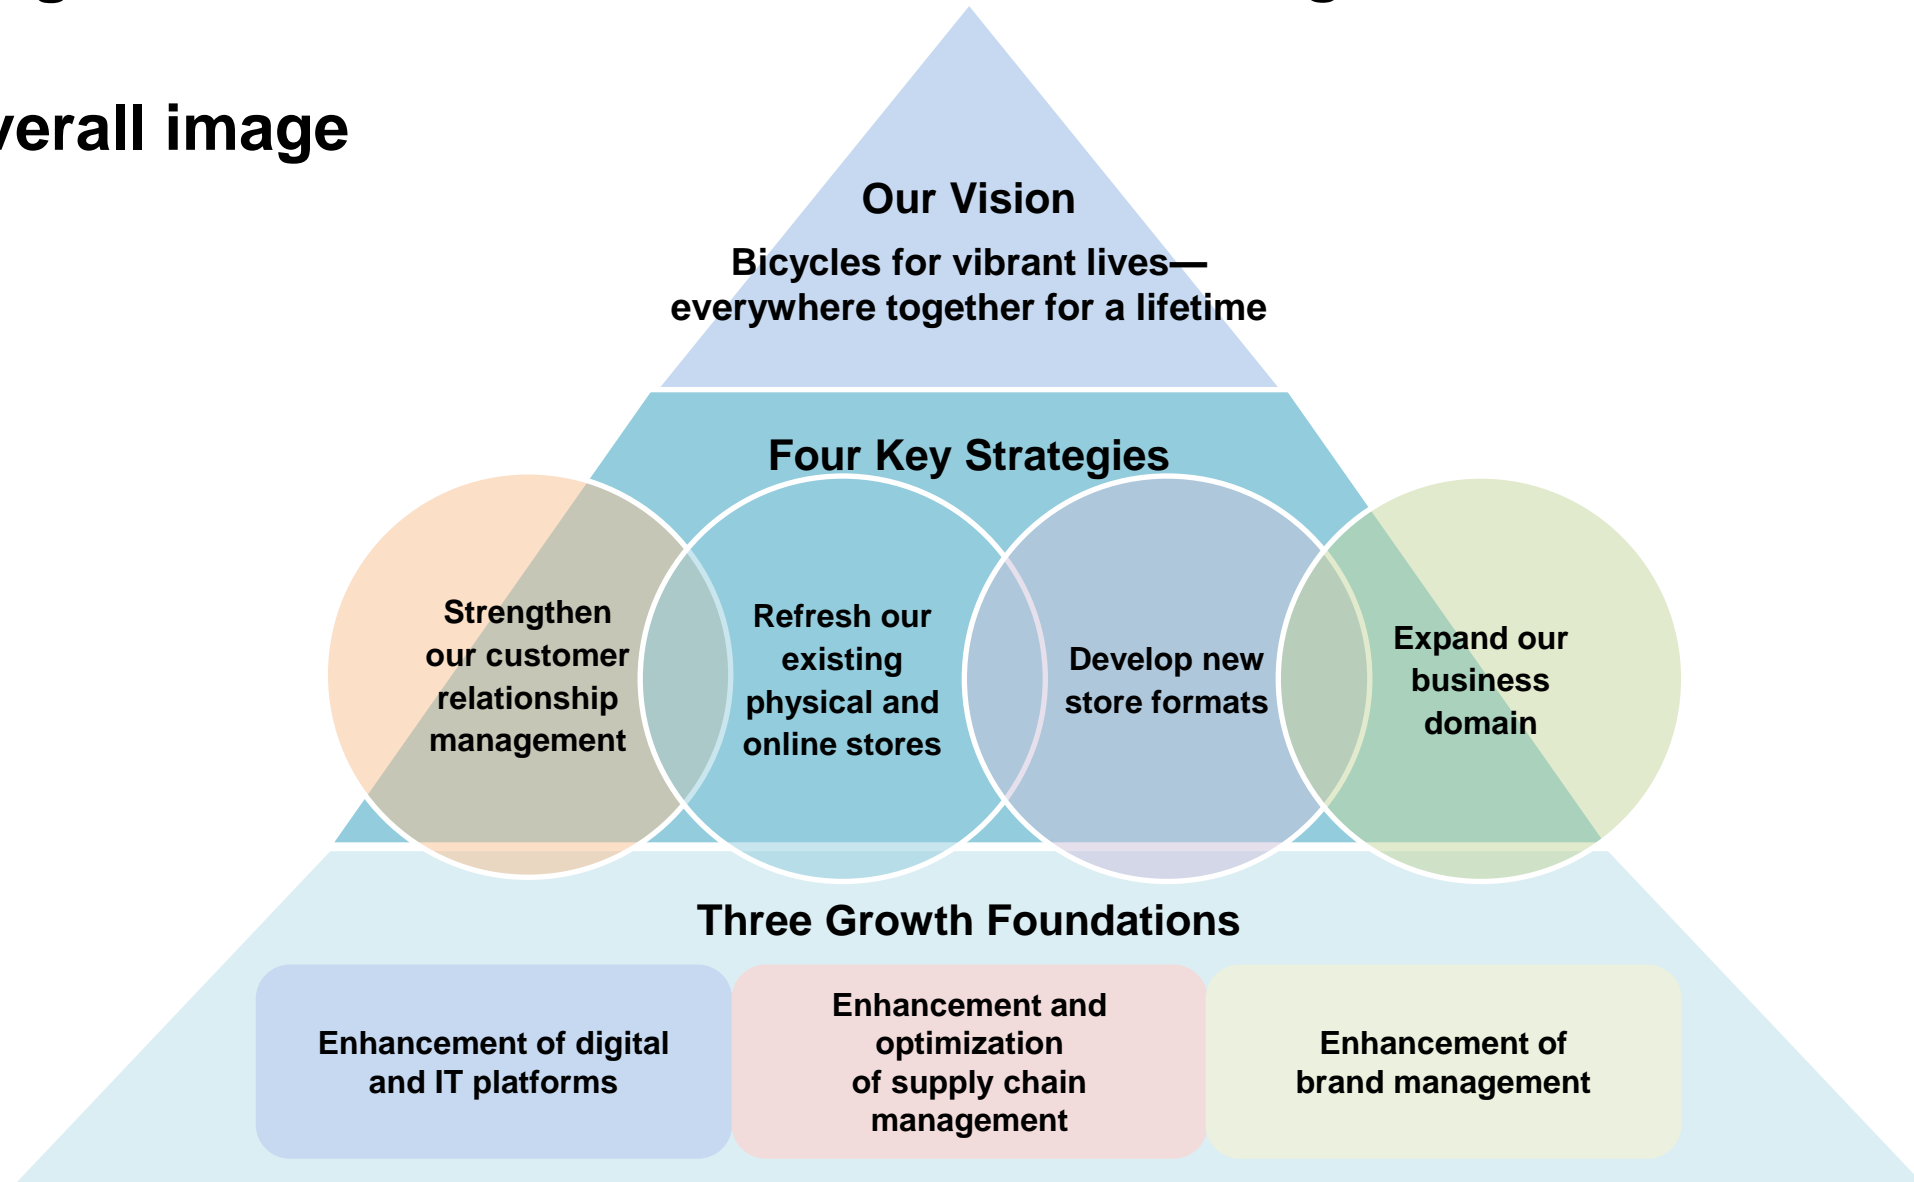 verall image
Our Vision
Bicycles for vibrant lives—
everywhere together for a lifetime
Four Key Strategies
Strengthen
our customer
relationship
management
Refresh our
existing
physical and
online stores
Develop new
store formats
Expand our
business
domain
Three Growth Foundations
Enhancement of digital
and IT platforms
Enhancement and
optimization
of supply chain
management
Enhancement of
brand management